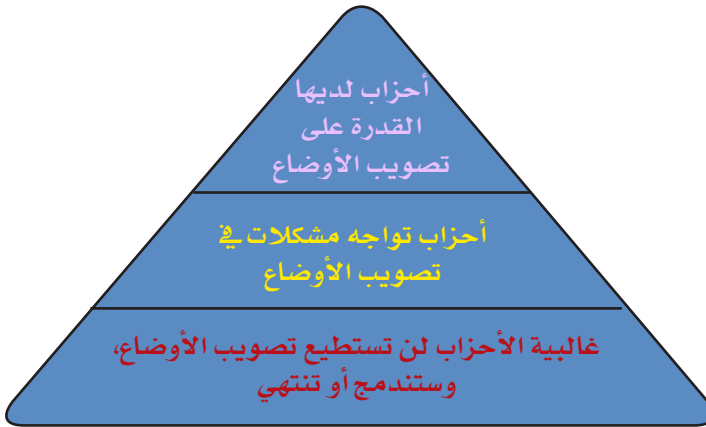 أحزاب لديها
القدرة على
تصويب الأوضاع
أحزاب تواجه مشكلات في
تصويب الأوضاع
غالبية الأحزاب لن تستطيع تصويب الأوضاع،
وستندمج أو تنتهي